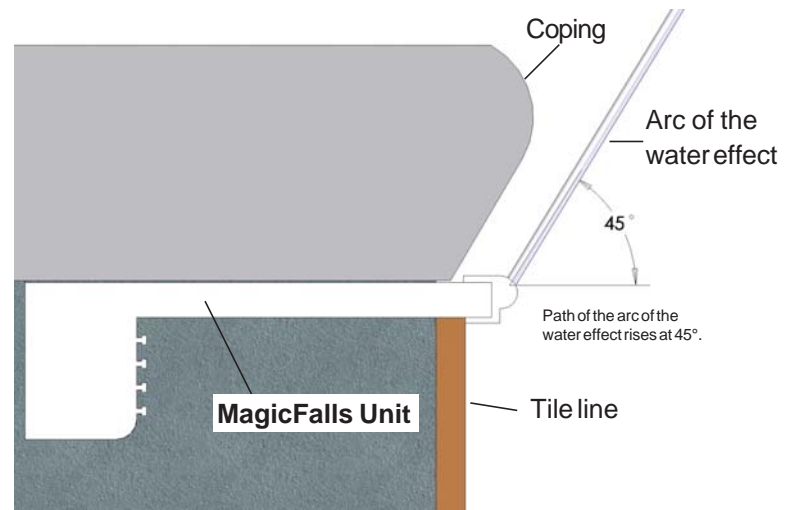 Coping
Arc of the
water effect
45°
Path of the arc of the
water effect rises at 45°.
MagicFalls Unit
Tile line